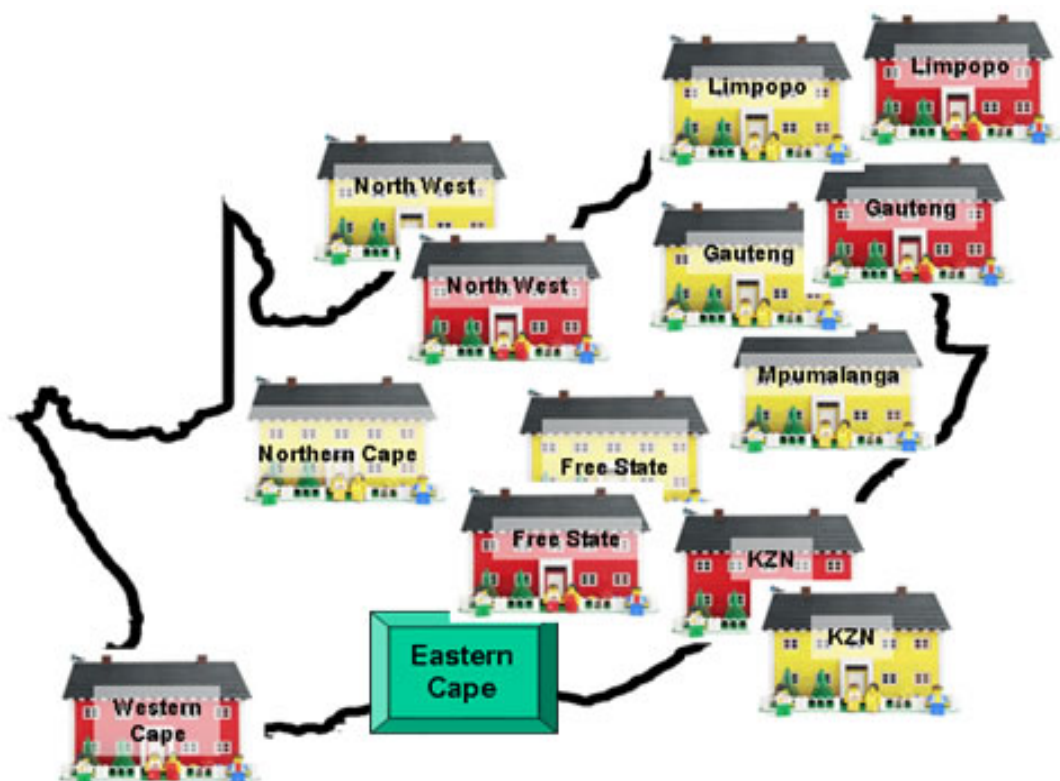 Limpopo
Limpopo
North West
Gauteng
Gauteng
North West
Mpumalanga
Northern Cape
Free State
Free State
KZN
KZN
Eastern
Cape
Western
Cape